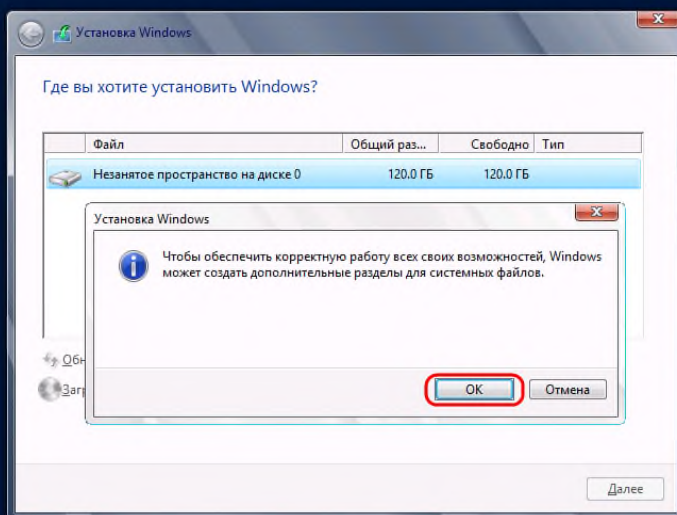 Установка Windows
Где вы хотите установить Windows?
Файл Общий раз... Свободно Тип
Незанятое пространство на диске 0 120.0 ГБ 120.0 ГБ
Установка Windows
Чтобы обеспечить корректную работу всех своих возможностей, Windows
может создать дополнительные разделы для системных файлов.
OK Отмена
Далее